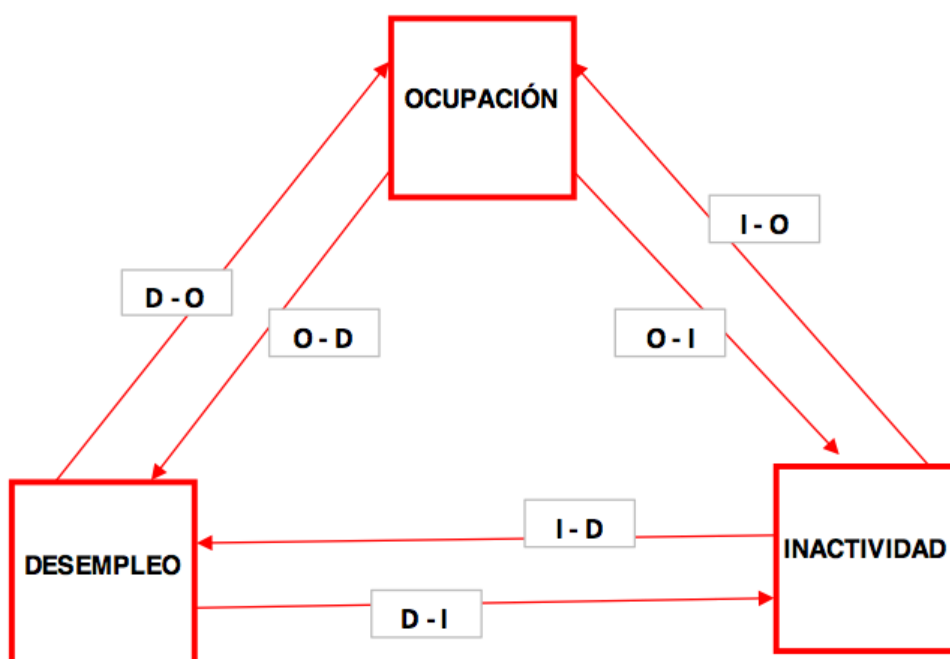 OCUPACIÓN
I - O
D - O
O - D
O - I
I - D
DESEMPLEO
INACTIVIDAD
D - I